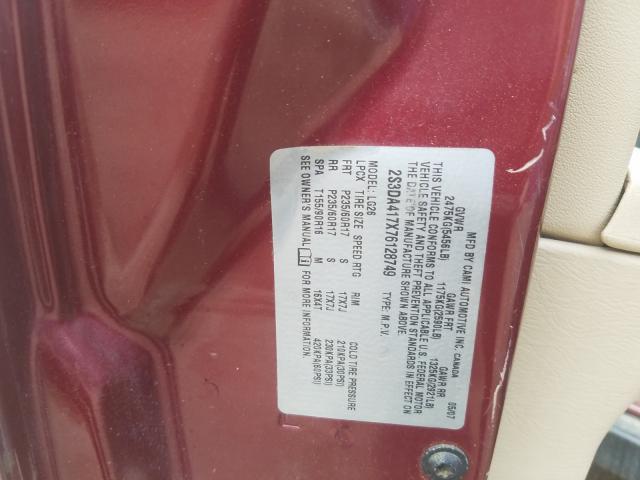 MFD BY CAMI AUTOMOTIVE INC. CANADA 05/07
GVWR GAWR FRT GAWR RR
2475KG(5456LB) 1175KG(2590LB) 1325KG(2921LB)
THIS VEHICLE CONFORMS TO ALL APPLICABLE U.S. FEDERAL MOTOR
VEHICLE SAFETY AND THEFT PREVENTION STANDARDS IN EFFECT ON
THE DATE OF MANUFACTURE SHOWN ABOVE.
2S3DA417X76128749 TYPE: M.P.V.
MODEL: LG26
LPCX TIRE SIZE SPEED RTG RIM COLD TIRE PRESSURE
FRT P235/60R17 S 17X7J 210KPA(30PSI)
RR P235/60R17 S 17X7J 230KPA(33PSI)
SPA T155/90R16 M 16X4T 420KPA(60PSI)
SEE OWNER'S MANUAL FOR MORE INFORMATION